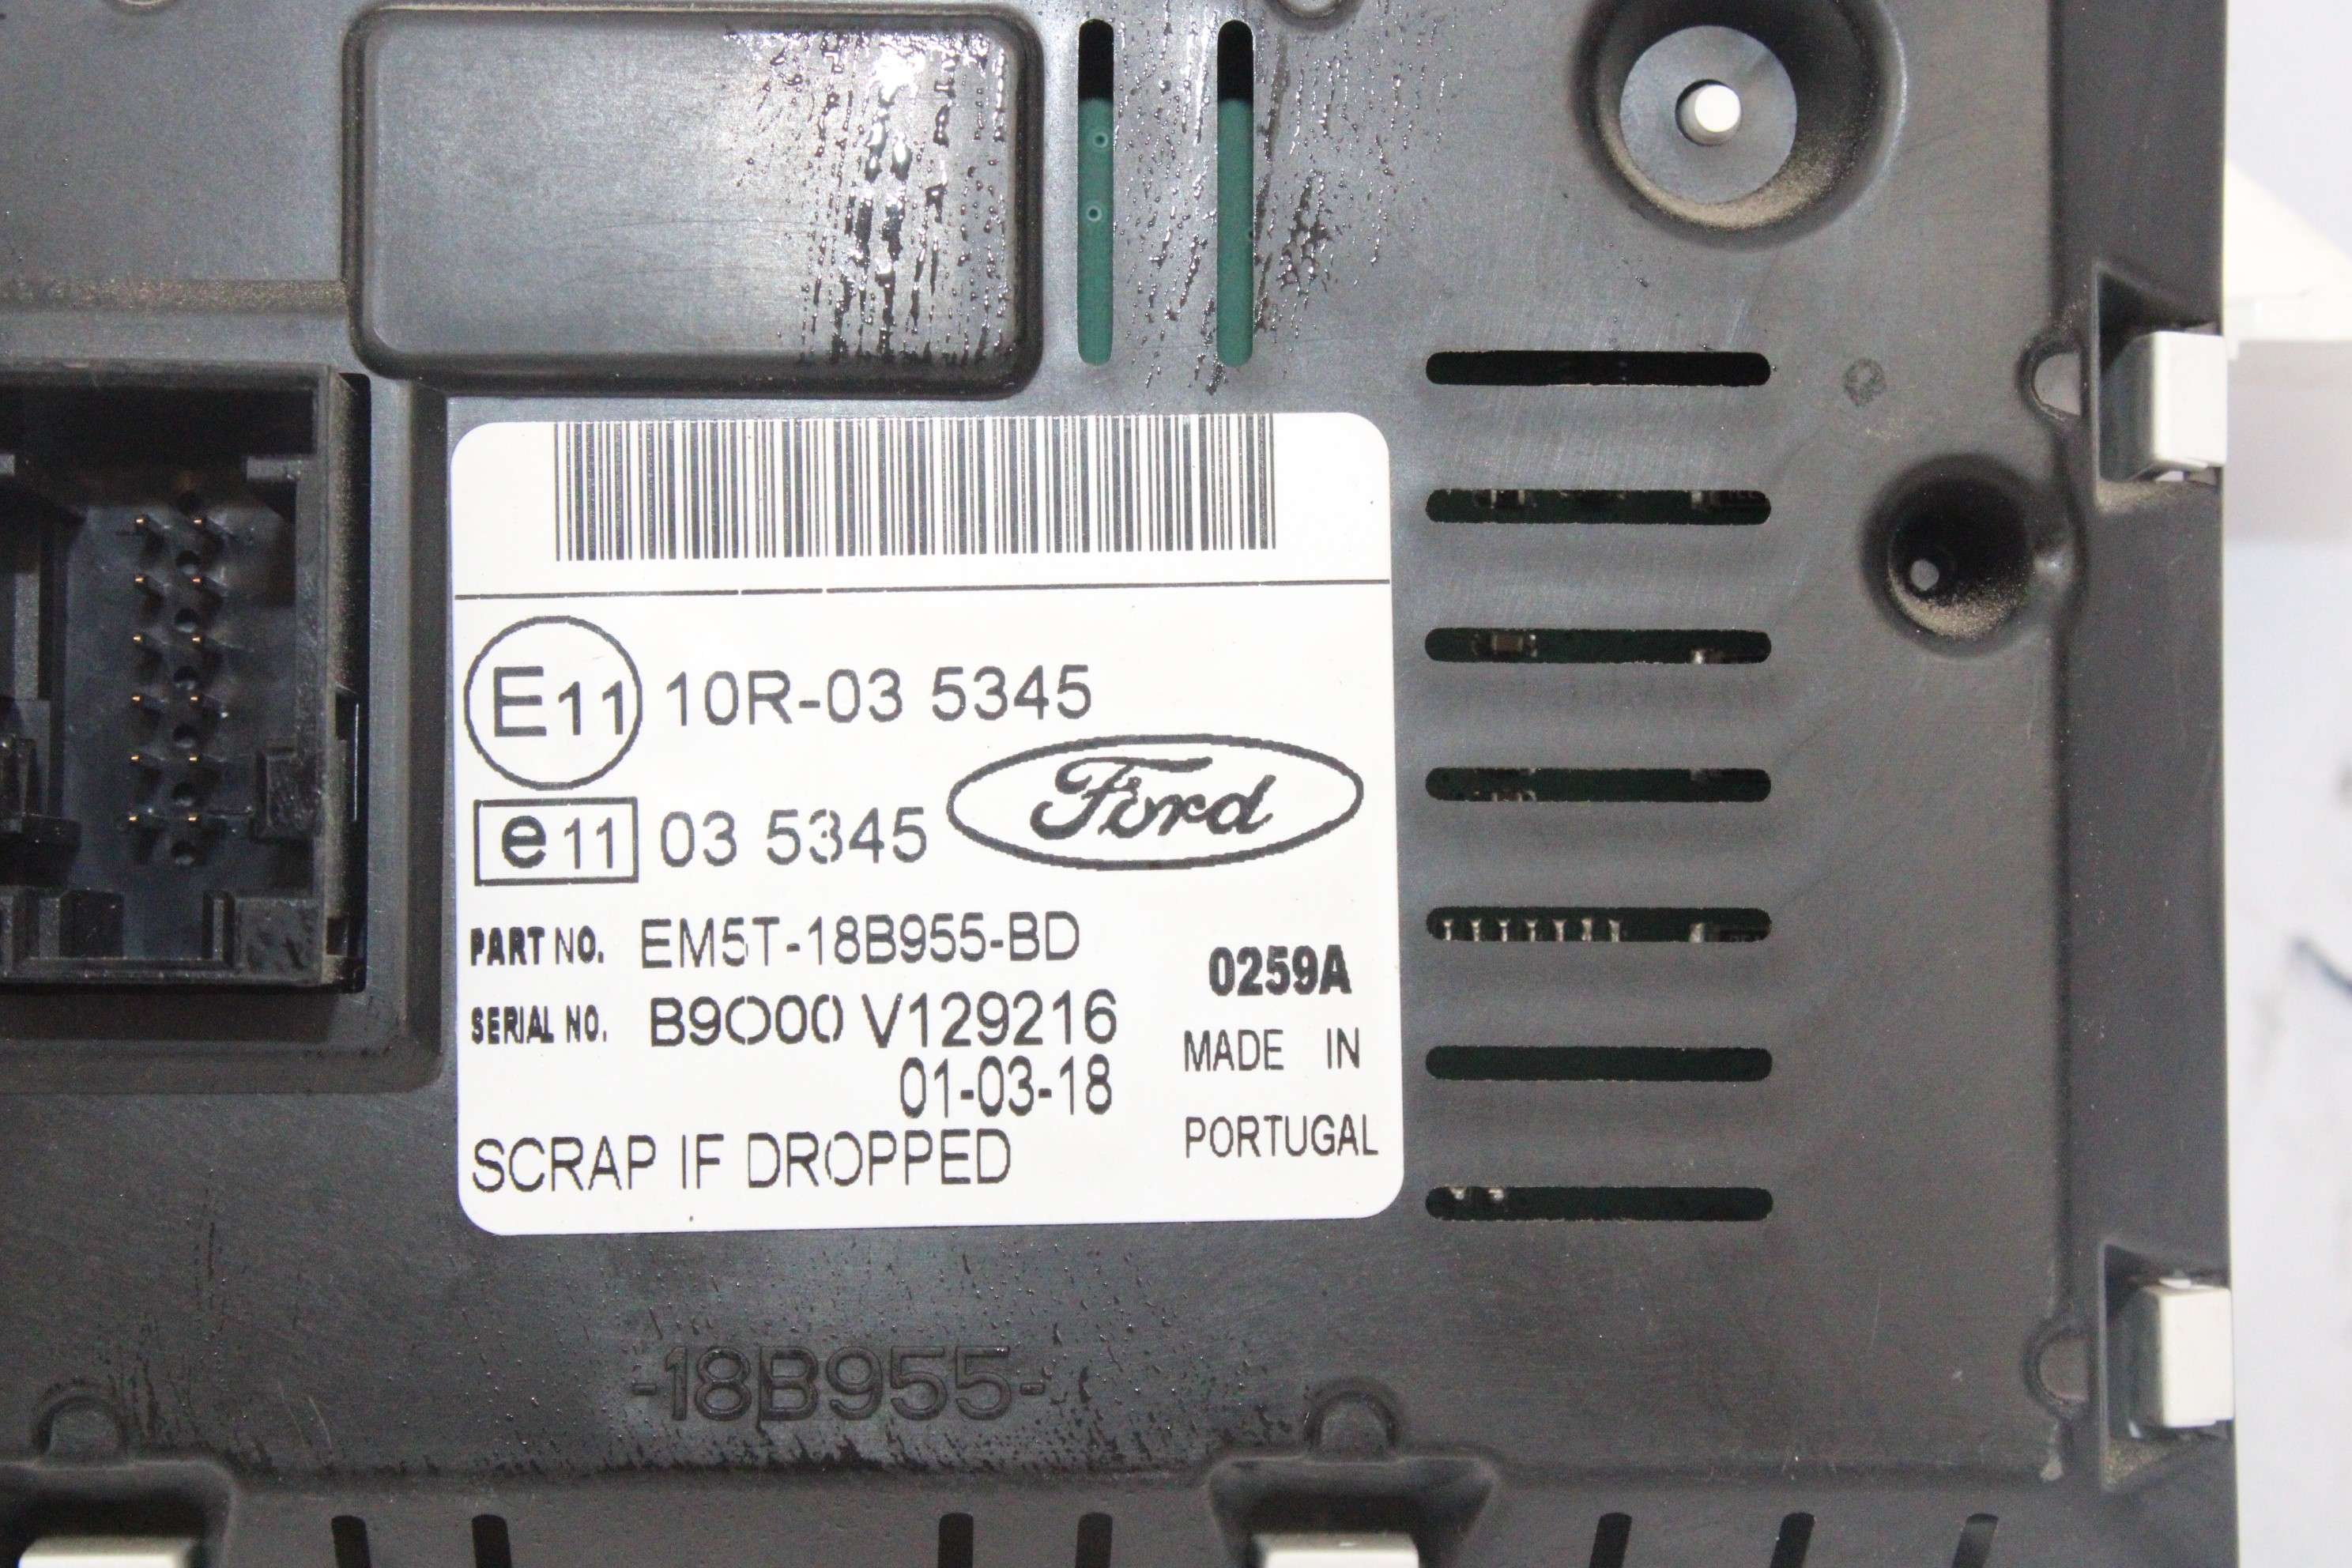 E11 10R-03 5345
Ford
e11 03 5345
PART NO. EM5T-18B955-BD
0259A
SERIAL NO. B9O00 V129216
MADE IN
01-03-18
PORTUGAL
SCRAP IF DROPPED
-18B955-